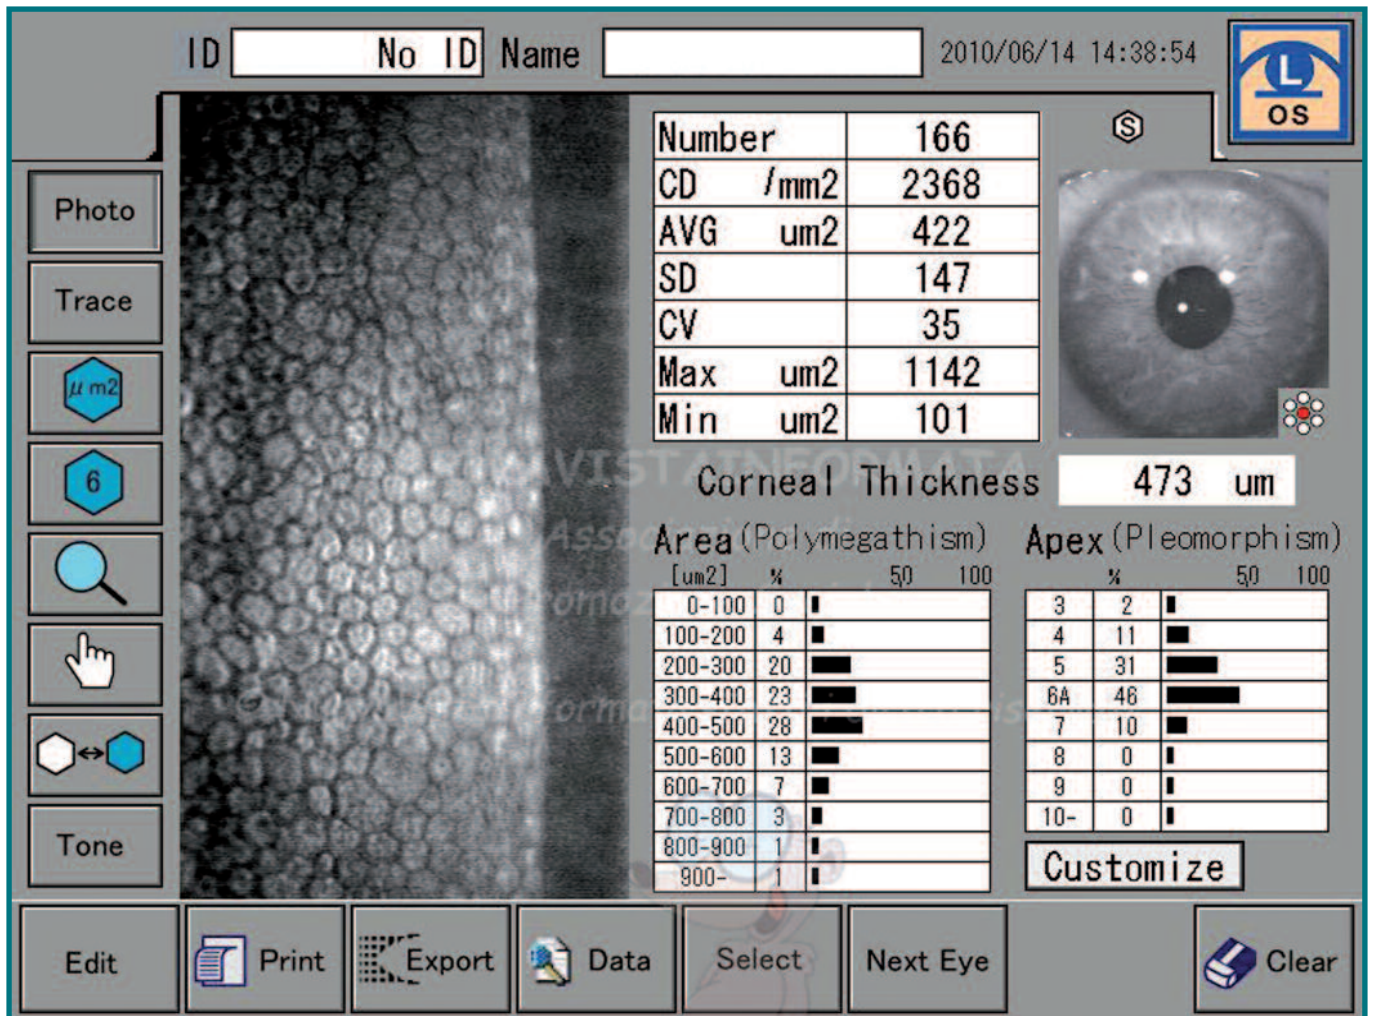 ID No ID Name 2010/06/14 14:38:54
L
OS
S
Photo
Trace
μm2
6
Tone
Number 166
CD /mm2 2368
AVG um2 422
SD 147
CV 35
Max um2 1142
Min um2 101
VISTAINFORMATA
Corneal Thickness 473 um
Area(Polymegathism)
[um2] % 50 100
0-100 0
100-200 4
200-300 20
300-400 23
400-500 28
500-600 13
600-700 7
700-800 3
800-900 1
900- 1
Apex(Pleomorphism)
% 50 100
3 2
4 11
5 31
6A 46
7 10
8 0
9 0
10- 0
Customize
Edit Print Export Data Select Next Eye Clear